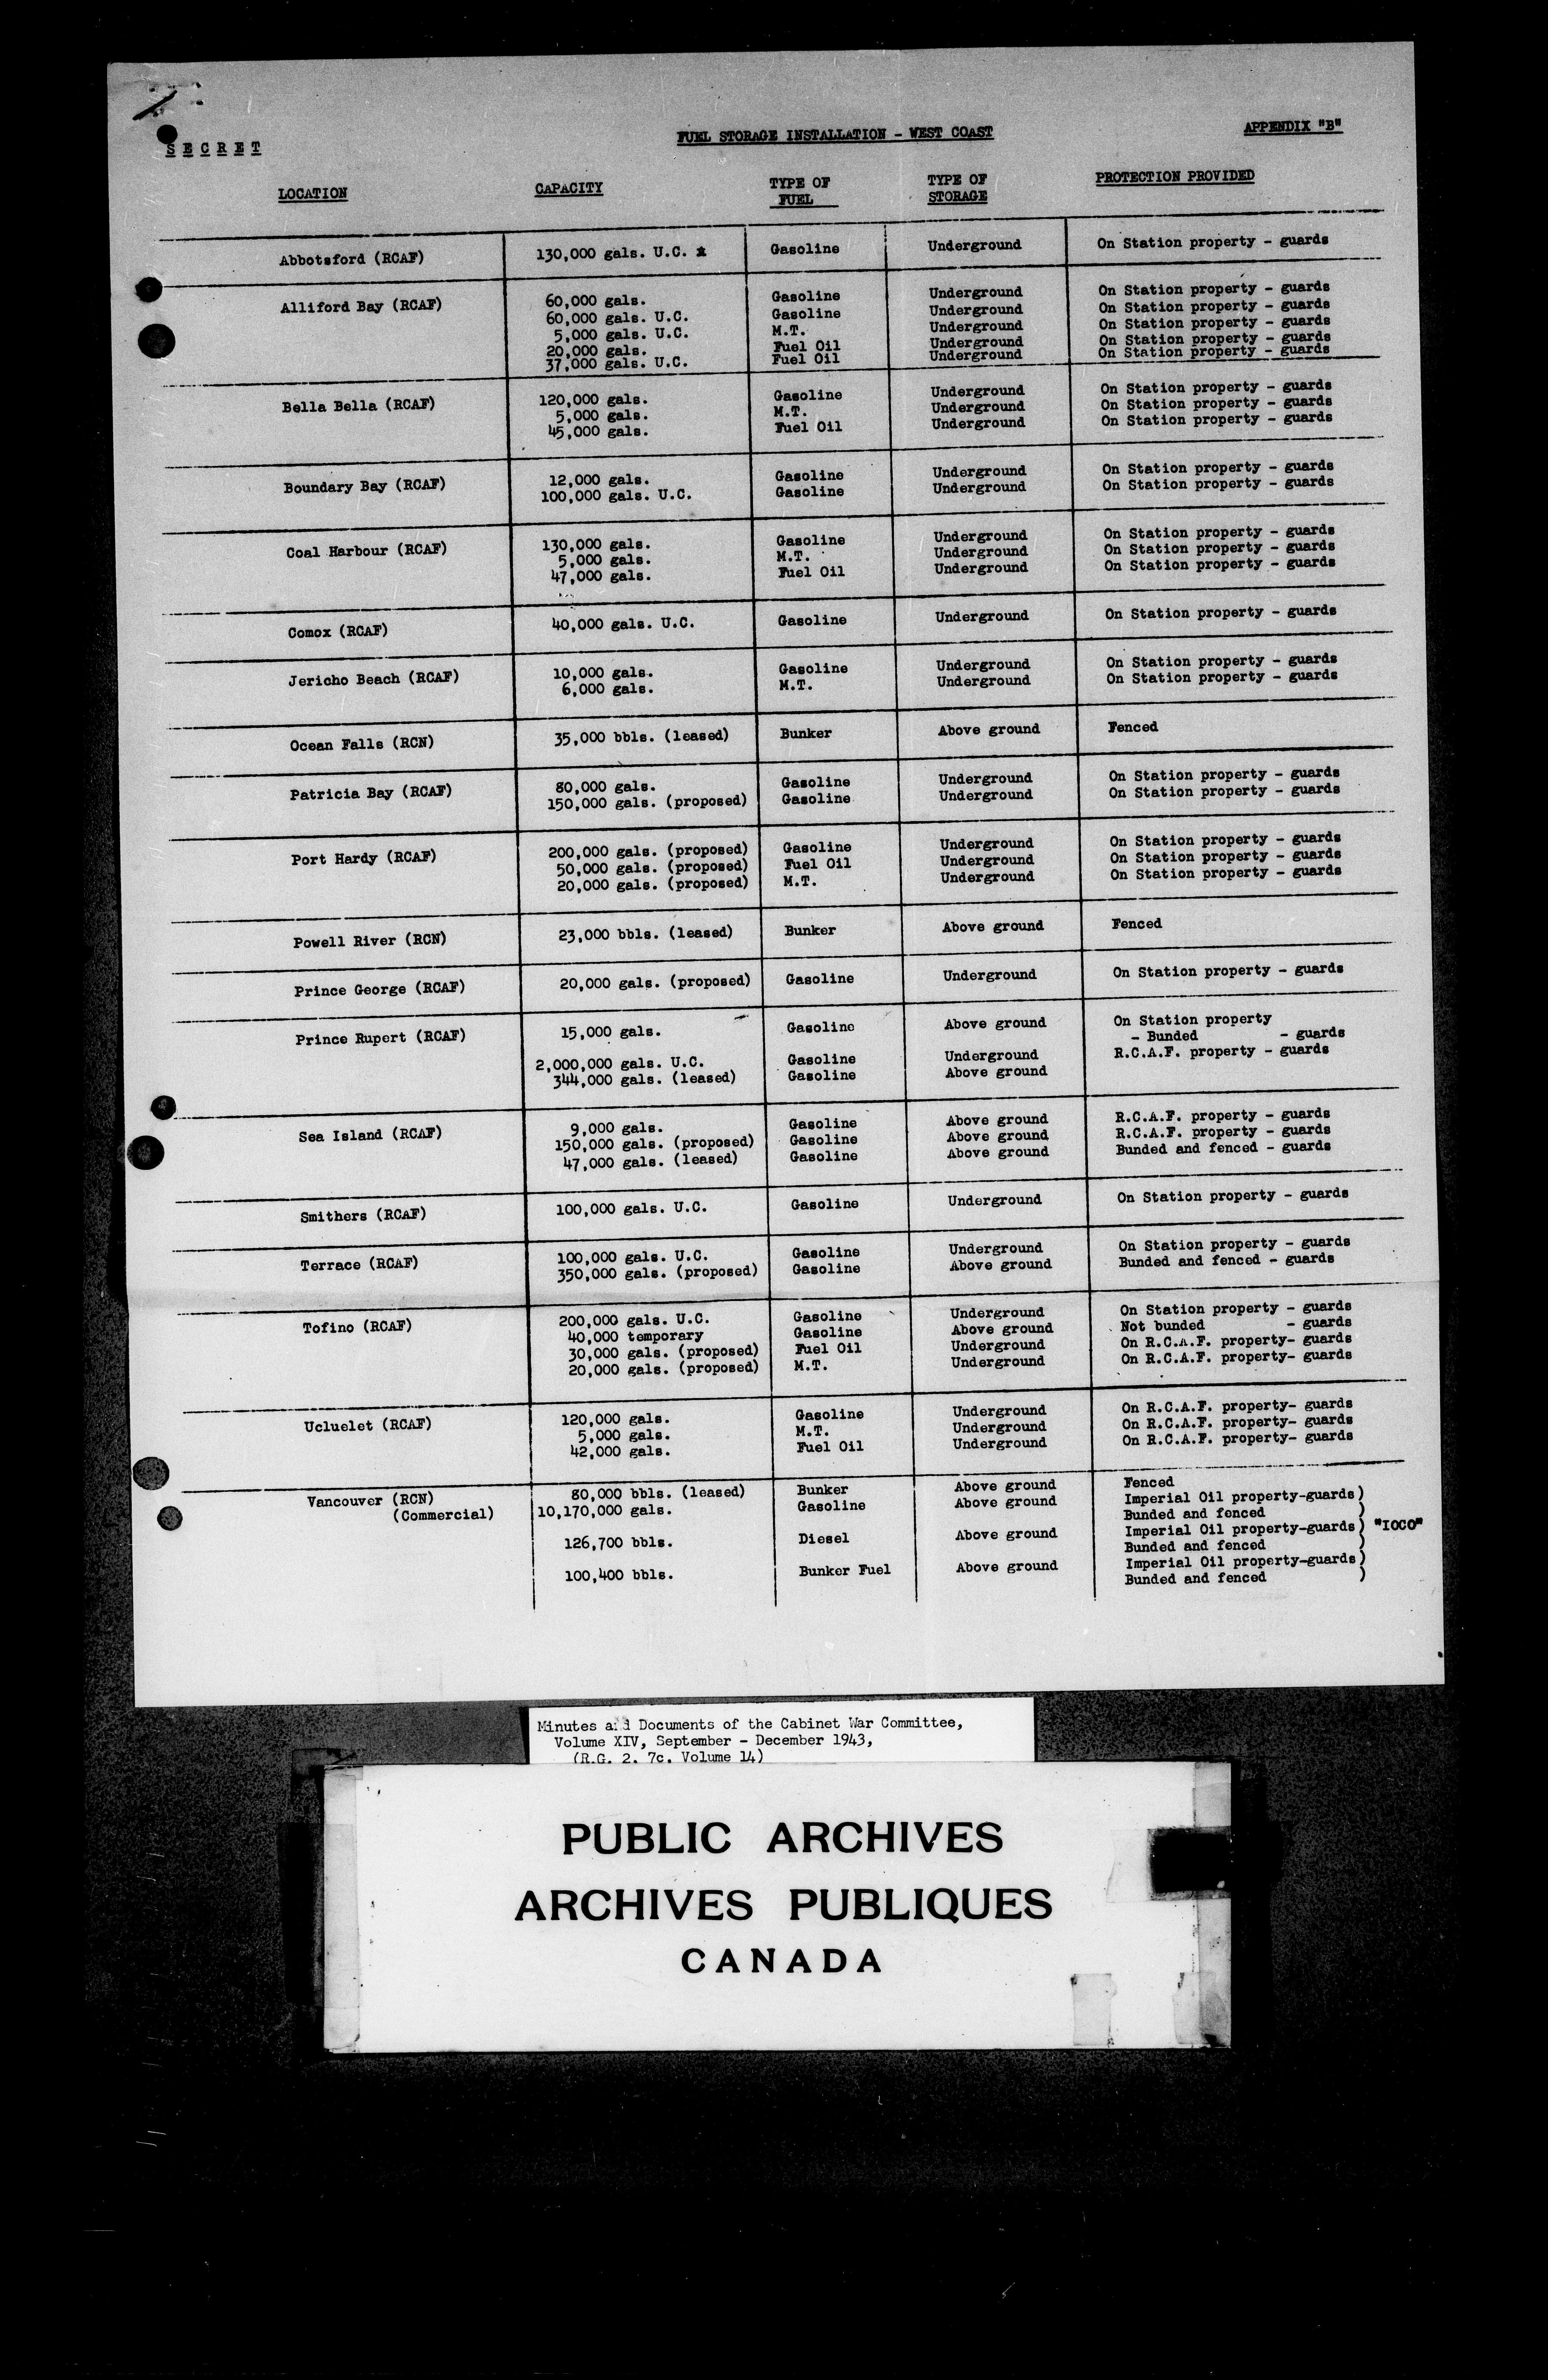 SECRET
FUEL STORAGE INSTALLATION - WEST COAST
APPENDIX "B"
LOCATION CAPACITY TYPE OF FUEL TYPE OF STORAGE PROTECTION PROVIDED
Abbotsford (RCAF) 130,000 gals. U.C. Gasoline Underground On Station property - guards
Alliford Bay (RCAF) 60,000 gals. Gasoline Underground On Station property - guards
60,000 gals. U.C. Gasoline Underground On Station property - guards
5,000 gals. U.C. M.T. Underground On Station property - guards
20,000 gals. Fuel Oil Underground On Station property - guards
37,000 gals. U.C. Fuel Oil Underground On Station property - guards
Bella Bella (RCAF) 120,000 gals. Gasoline Underground On Station property - guards
5,000 gals. M.T. Underground On Station property - guards
45,000 gals. Fuel Oil Underground On Station property - guards
Boundary Bay (RCAF) 12,000 gals. Gasoline Underground On Station property - guards
100,000 gals. U.C. Gasoline Underground On Station property - guards
Coal Harbour (RCAF) 130,000 gals. Gasoline Underground On Station property - guards
5,000 gals. M.T. Underground On Station property - guards
47,000 gals. Fuel Oil Underground On Station property - guards
Comox (RCAF) 40,000 gals. U.C. Gasoline Underground On Station property - guards
Jericho Beach (RCAF) 10,000 gals. Gasoline Underground On Station property - guards
6,000 gals. M.T. Underground On Station property - guards
Ocean Falls (RCN) 35,000 bbls. (leased) Bunker Above ground Fenced
Patricia Bay (RCAF) 80,000 gals. Gasoline Underground On Station property - guards
150,000 gals. (proposed) Gasoline Underground On Station property - guards
Port Hardy (RCAF) 200,000 gals. (proposed) Gasoline Underground On Station property - guards
50,000 gals. (proposed) Fuel Oil Underground On Station property - guards
20,000 gals. (proposed) M.T. Underground On Station property - guards
Powell River (RCN) 23,000 bbls. (leased) Bunker Above ground Fenced
Prince George (RCAF) 20,000 gals. (proposed) Gasoline Underground On Station property - guards
Prince Rupert (RCAF) 15,000 gals. Gasoline Above ground On Station property
- Bunded - guards
2,000,000 gals. U.C. Gasoline Underground R.C.A.F. property - guards
344,000 gals. (leased) Gasoline Above ground
Sea Island (RCAF) 9,000 gals. Gasoline Above ground R.C.A.F. property - guards
150,000 gals. (proposed) Gasoline Above ground R.C.A.F. property - guards
47,000 gals. (leased) Gasoline Above ground Bunded and fenced - guards
Smithers (RCAF) 100,000 gals. U.C. Gasoline Underground On Station property - guards
Terrace (RCAF) 100,000 gals. U.C. Gasoline Underground On Station property - guards
350,000 gals. (proposed) Gasoline Above ground Bunded and fenced - guards
Tofino (RCAF) 200,000 gals. U.C. Gasoline Underground On Station property - guards
40,000 temporary Gasoline Above ground Not bunded - guards
30,000 gals. (proposed) Fuel Oil Underground On R.C.A.F. property- guards
20,000 gals. (proposed) M.T. Underground On R.C.A.F. property- guards
Ucluelet (RCAF) 120,000 gals. Gasoline Underground On R.C.A.F. property- guards
5,000 gals. M.T. Underground On R.C.A.F. property- guards
42,000 gals. Fuel Oil Underground On R.C.A.F. property- guards
Vancouver (RCN) 80,000 bbls. (leased) Bunker Above ground Fenced
(Commercial) 10,170,000 gals. Gasoline Above ground Imperial Oil property-guards)
Bunded and fenced )
126,700 bbls. Diesel Above ground Imperial Oil property-guards) "IOCO"
Bunded and fenced )
100,400 bbls. Bunker Fuel Above ground Imperial Oil property-guards)
Bunded and fenced )
Minutes and Documents of the Cabinet War Committee,
Volume XIV, September - December 1943,
(R.G. 2, 7c, Volume 14)
PUBLIC ARCHIVES
ARCHIVES PUBLIQUES
CANADA